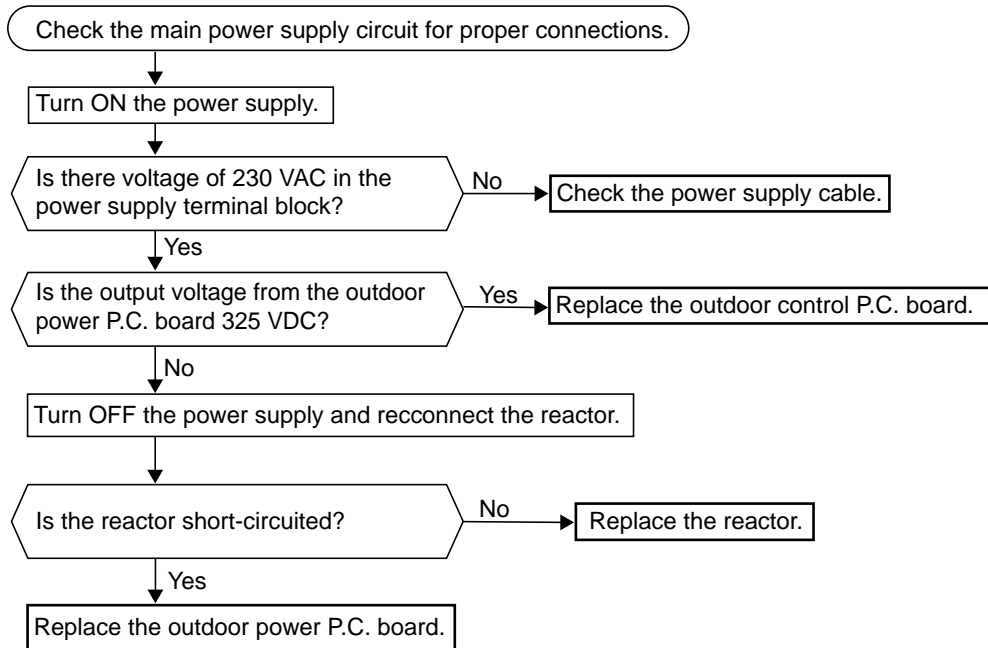 Check the main power supply circuit for proper connections.
Turn ON the power supply.
Is there voltage of 230 VAC in the
power supply terminal block?
No
Check the power supply cable.
Yes
Is the output voltage from the outdoor
power P.C. board 325 VDC?
Yes
Replace the outdoor control P.C. board.
No
Turn OFF the power supply and recconnect the reactor.
Is the reactor short-circuited?
No
Replace the reactor.
Yes
Replace the outdoor power P.C. board.